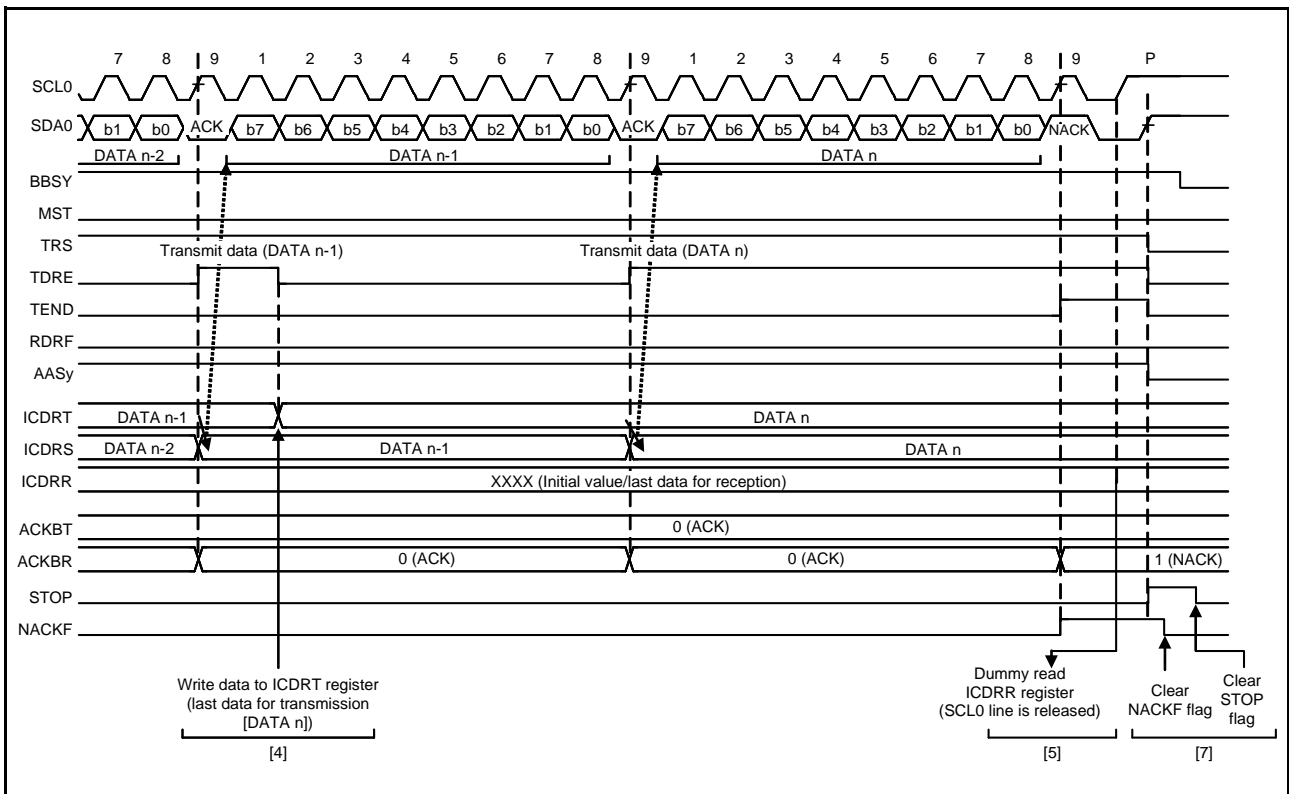 7 8 9 1 2 3 4 5 6 7 8 9 1 2 3 4 5 6 7 8 9 P
SCL0
SDA0 b1 b0 ACK b7 b6 b5 b4 b3 b2 b1 b0 ACK b7 b6 b5 b4 b3 b2 b1 b0 NACK
DATA n-2 DATA n-1 DATA n
BBSY
MST
TRS
Transmit data (DATA n-1) Transmit data (DATA n)
TDRE
TEND
RDRF
AASy
ICDRT DATA n-1 DATA n
ICDRS DATA n-2 DATA n-1 DATA n
ICDRR XXXX (Initial value/last data for reception)
ACKBT 0 (ACK)
ACKBR 0 (ACK) 0 (ACK) 1 (NACK)
STOP
NACKF
Write data to ICDRT register
(last data for transmission
[DATA n])
[4]
Dummy read
ICDRR register
(SCL0 line is released)
[5]
Clear
NACKF flag
Clear
STOP
flag
[7]